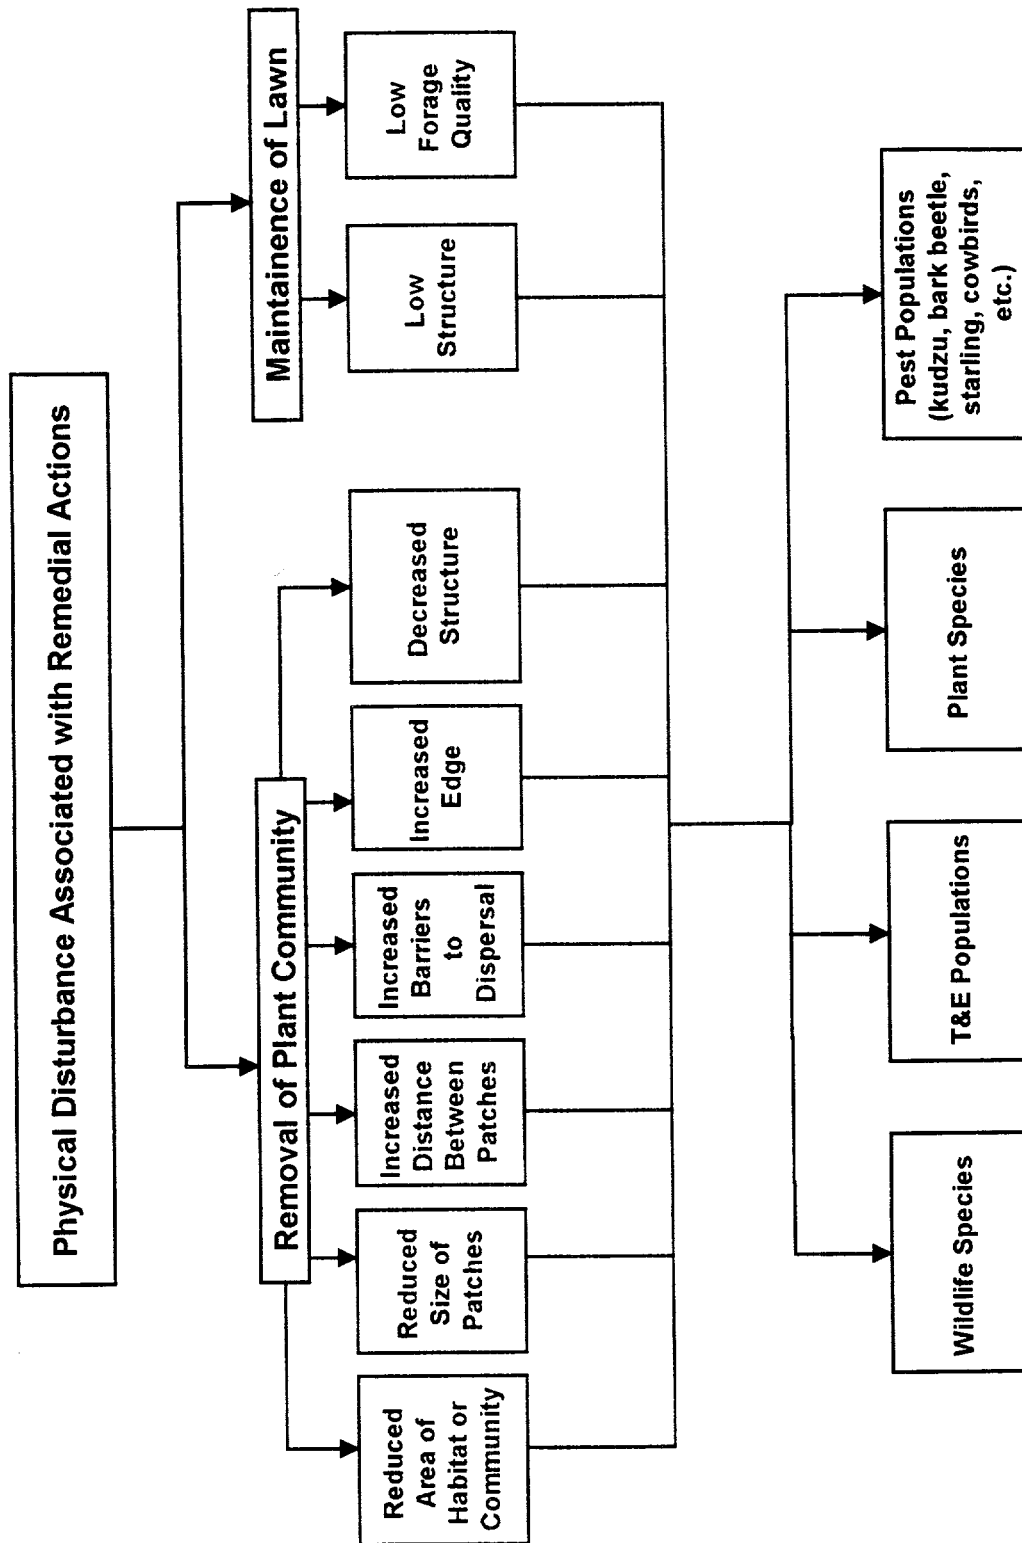 Physical Disturbance Associated with Remedial Actions
Removal of Plant Community
Maintainence of Lawn
Reduced
Area of
Habitat or
Community
Reduced
Size of
Patches
Increased
Distance
Between
Patches
Increased
Barriers
to
Dispersal
Increased
Edge
Decreased
Structure
Low
Structure
Low
Forage
Quality
Wildlife Species
T&E Populations
Plant Species
Pest Populations
(kudzu, bark beetle,
starling, cowbirds,
etc.)